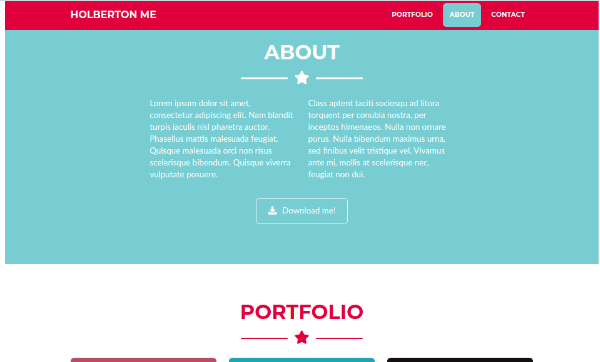 HOLBERTON ME
PORTFOLIO
ABOUT
CONTACT
ABOUT
Lorem ipsum dolor sit amet,
consectetur adipiscing elit. Nam blandit
turpis iaculis nisl pharetra auctor.
Phasellus mattis malesuada feugiat.
Quisque malesuada orci non risus
scelerisque bibendum. Quisque viverra
vulputate posuere.
Class aptent taciti sociosqu ad litora
torquent per conubia nostra, per
inceptos himenaeos. Nulla non ornare
purus. Nulla bibendum maximus urna,
sed finibus velit tristique vel. Vivamus
ante mi, mollis at scelerisque nec,
feugiat non dui.
Download me!
PORTFOLIO